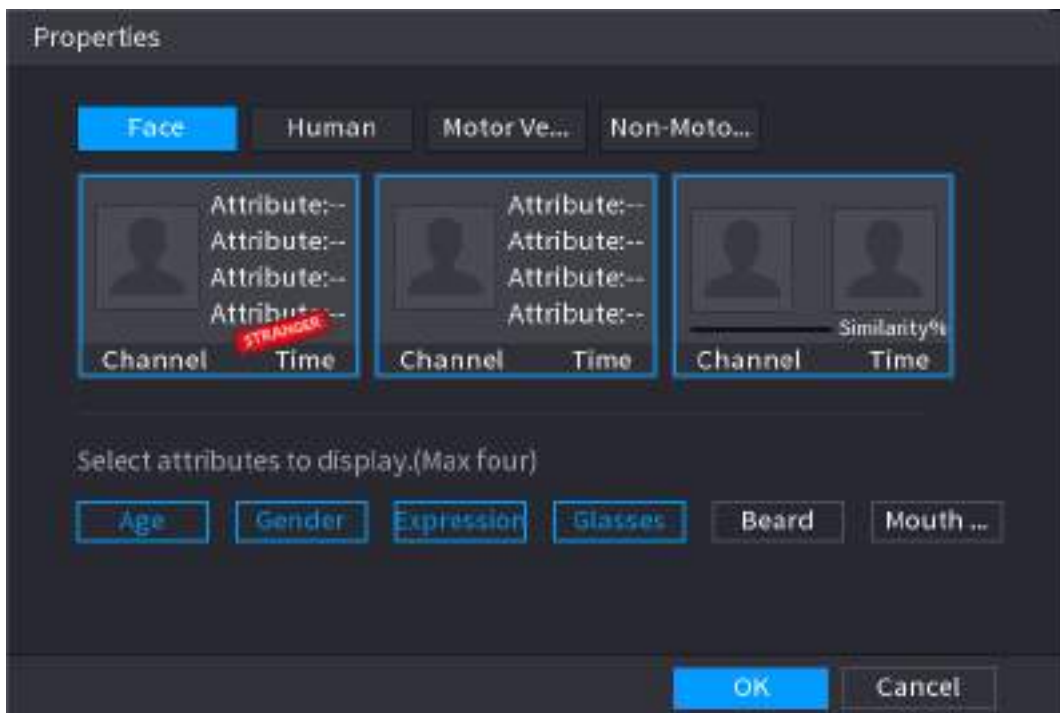 Properties
Face Human Motor Ve... Non-Moto...
Attribute:-- Attribute:--
Attribute:-- Attribute:--
Attribute:-- Attribute:--
Attribute:-- Attribute:--
STRANGER Similarity%
Channel Time Channel Time Channel Time
Select attributes to display.(Max four)
Age Gender Expression Glasses Beard Mouth ...
OK Cancel